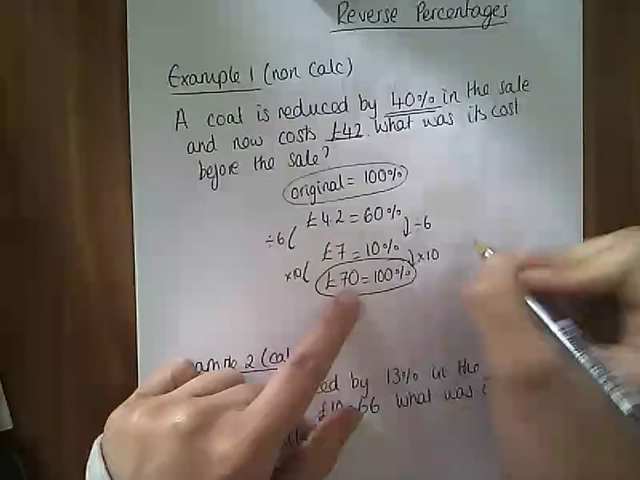 Reverse Percentages
Example 1 (non calc)
A coat is reduced by 40% in the sale
and now costs £42. What was its cost
before the sale?
original = 100%
£42 = 60%
÷6 ÷6
£7 = 10%
×10 ×10
£70 = 100%
ample 2 (cal
ed by 13% in the
what was i